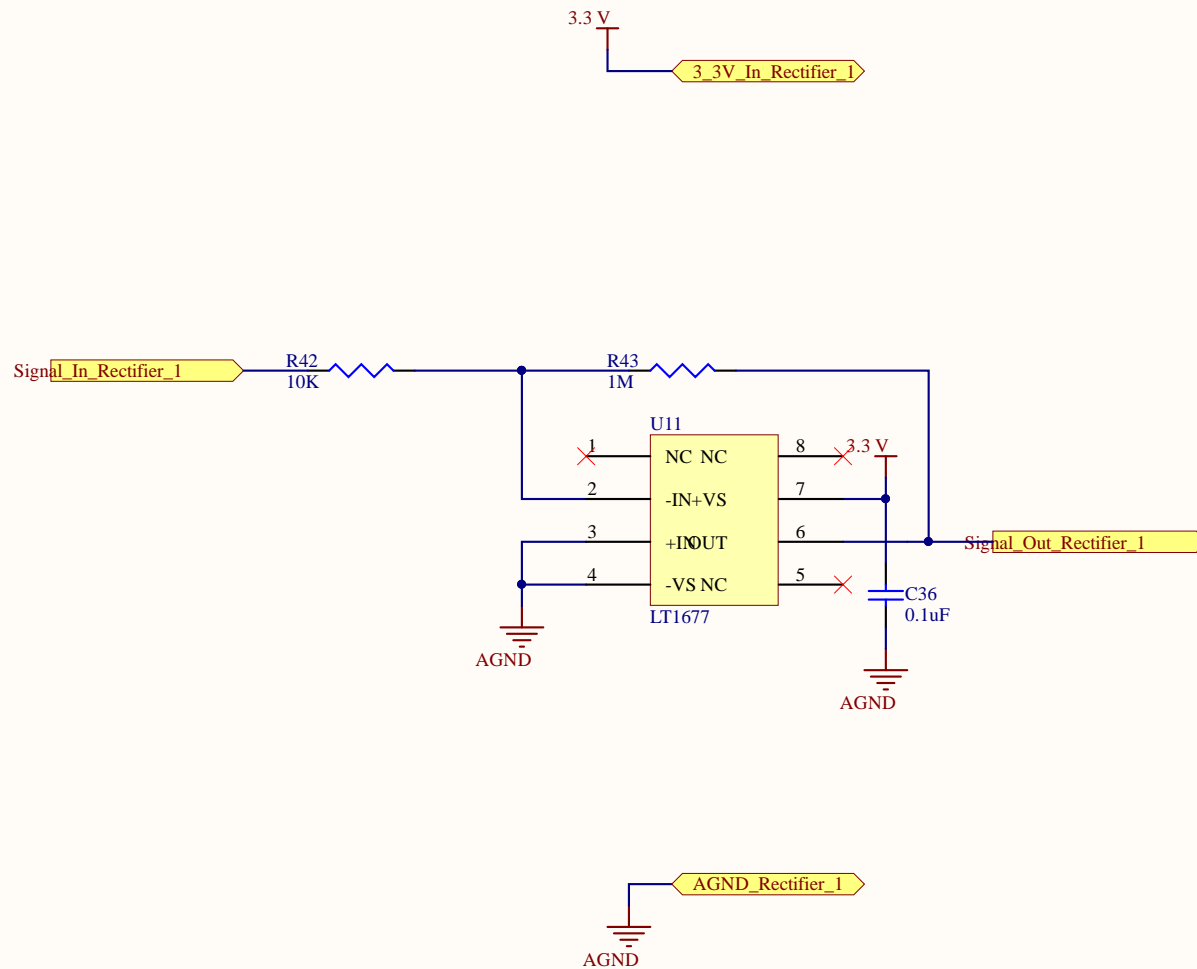 3.3 V
3_3V_In_Rectifier_1
Signal_In_Rectifier_1
R42
10K
R43
1M
U11
1 NC NC 8
3.3 V
2 -IN +VS 7
3 +IN OUT 6
Signal_Out_Rectifier_1
4 -VS NC 5
C36
0.1uF
LT1677
AGND
AGND
AGND_Rectifier_1
AGND